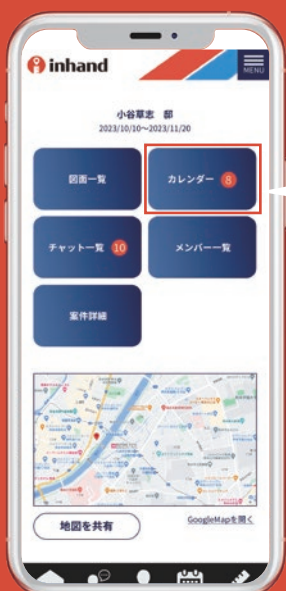 inhand
MENU
小谷草志 邸
2023/10/10～2023/11/20
図面一覧
カレンダー 8
チャット一覧 10
メンバー一覧
案件詳細
地図を共有
GoogleMapを開く